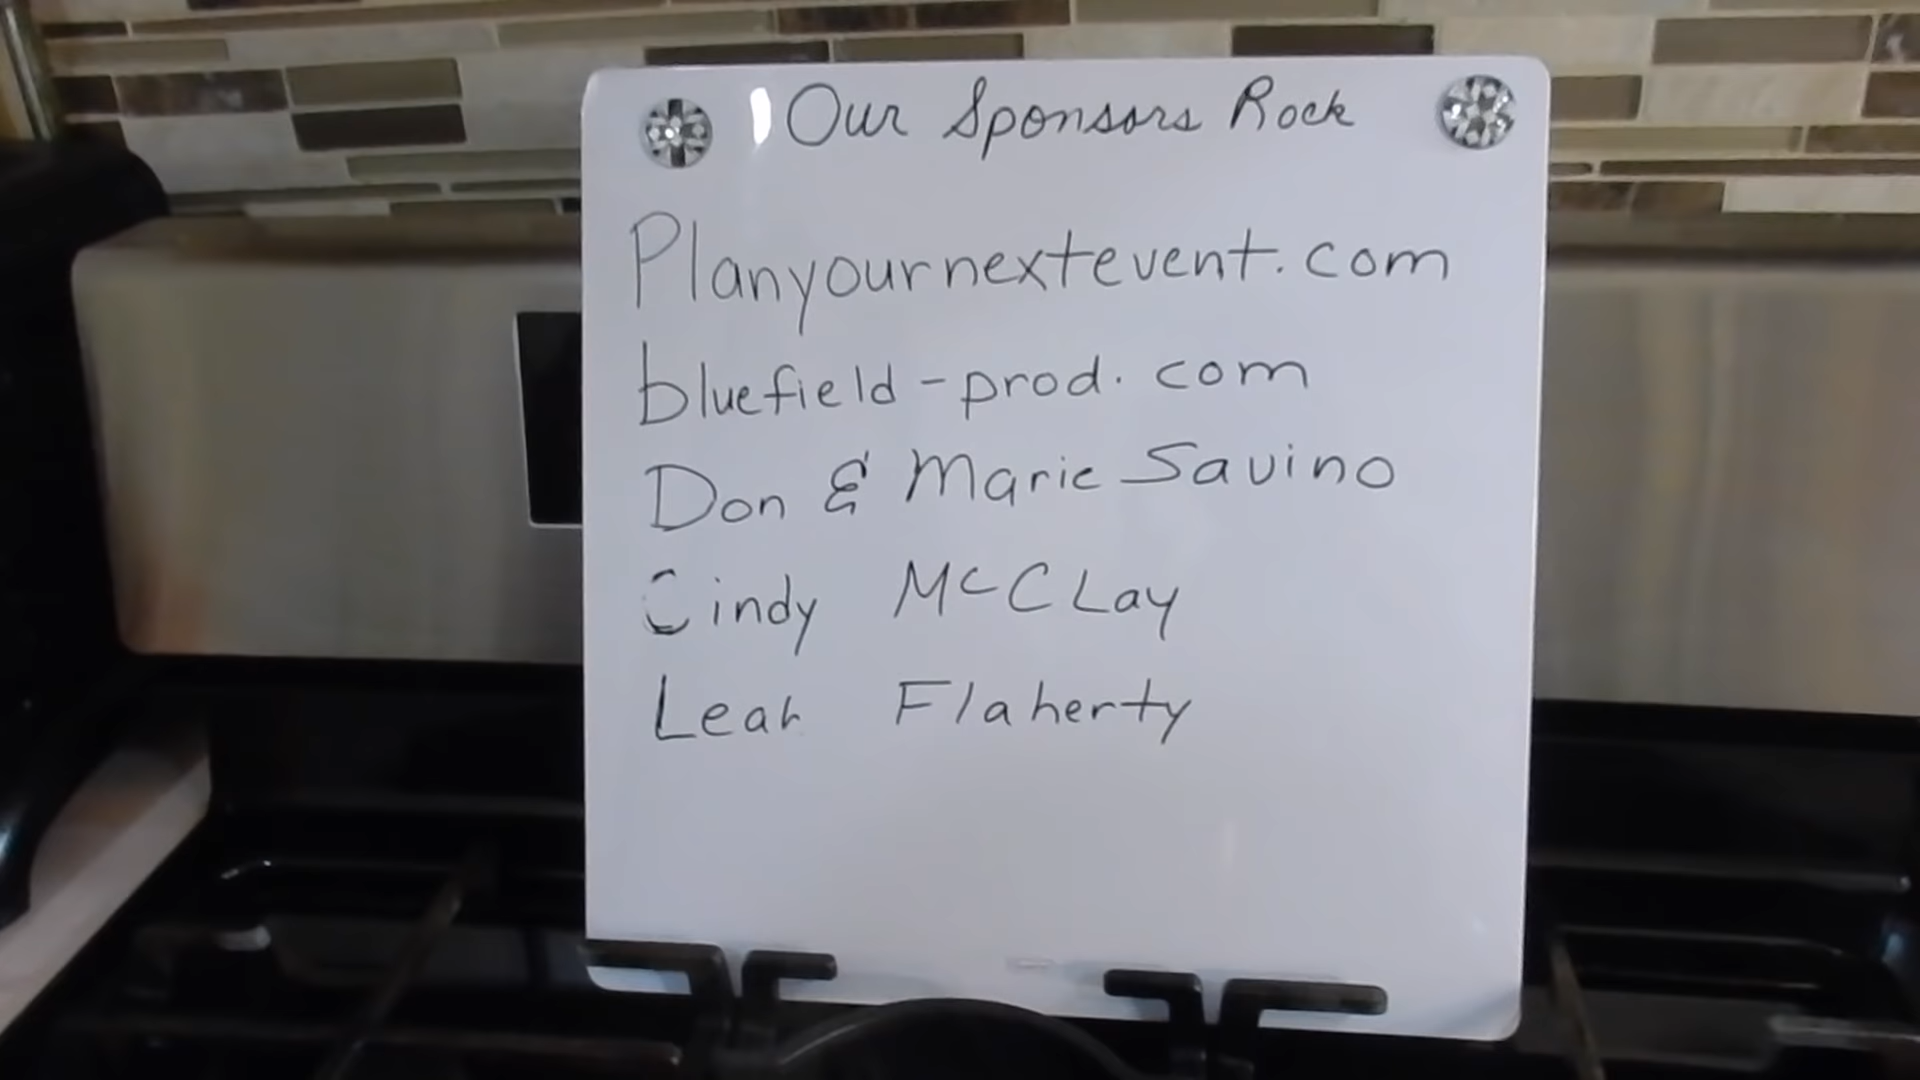 Our Sponsors Rock
Planyournextevent.com
bluefield-prod.com
Don & Marie Savino
Cindy McCLay
Leah Flaherty